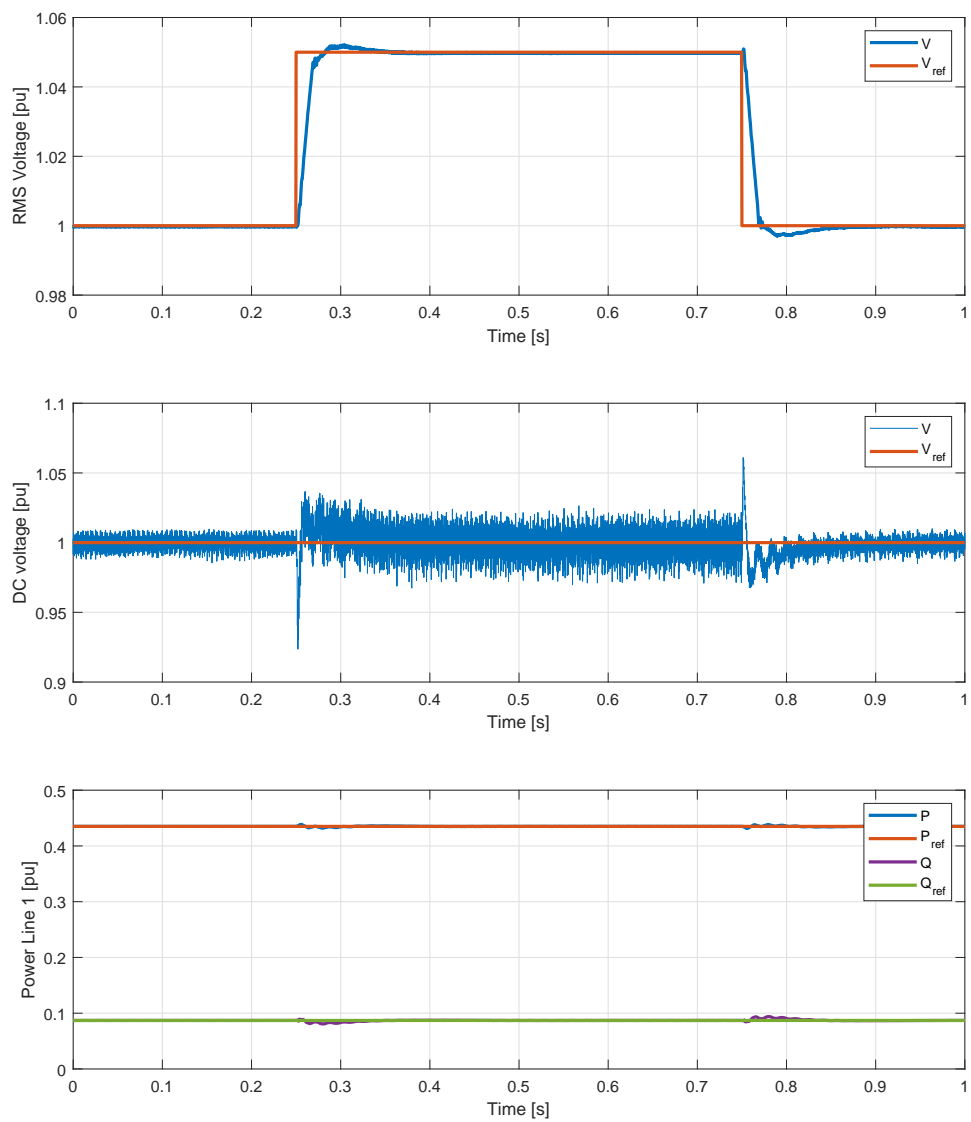 1.06
1.04
1.02
1
0.98
RMS Voltage [pu]
V
V_ref
0 0.1 0.2 0.3 0.4 0.5 0.6 0.7 0.8 0.9 1
Time [s]
1.1
1.05
1
0.95
0.9
DC voltage [pu]
V
V_ref
0 0.1 0.2 0.3 0.4 0.5 0.6 0.7 0.8 0.9 1
Time [s]
0.5
0.4
0.3
0.2
0.1
0
Power Line 1 [pu]
P
P_ref
Q
Q_ref
0 0.1 0.2 0.3 0.4 0.5 0.6 0.7 0.8 0.9 1
Time [s]